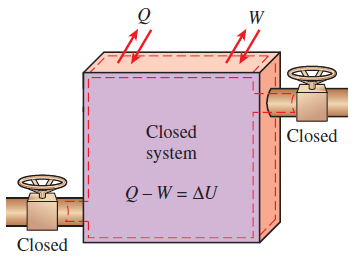 Q
W
Closed
Closed
system
Q – W = ΔU
Closed